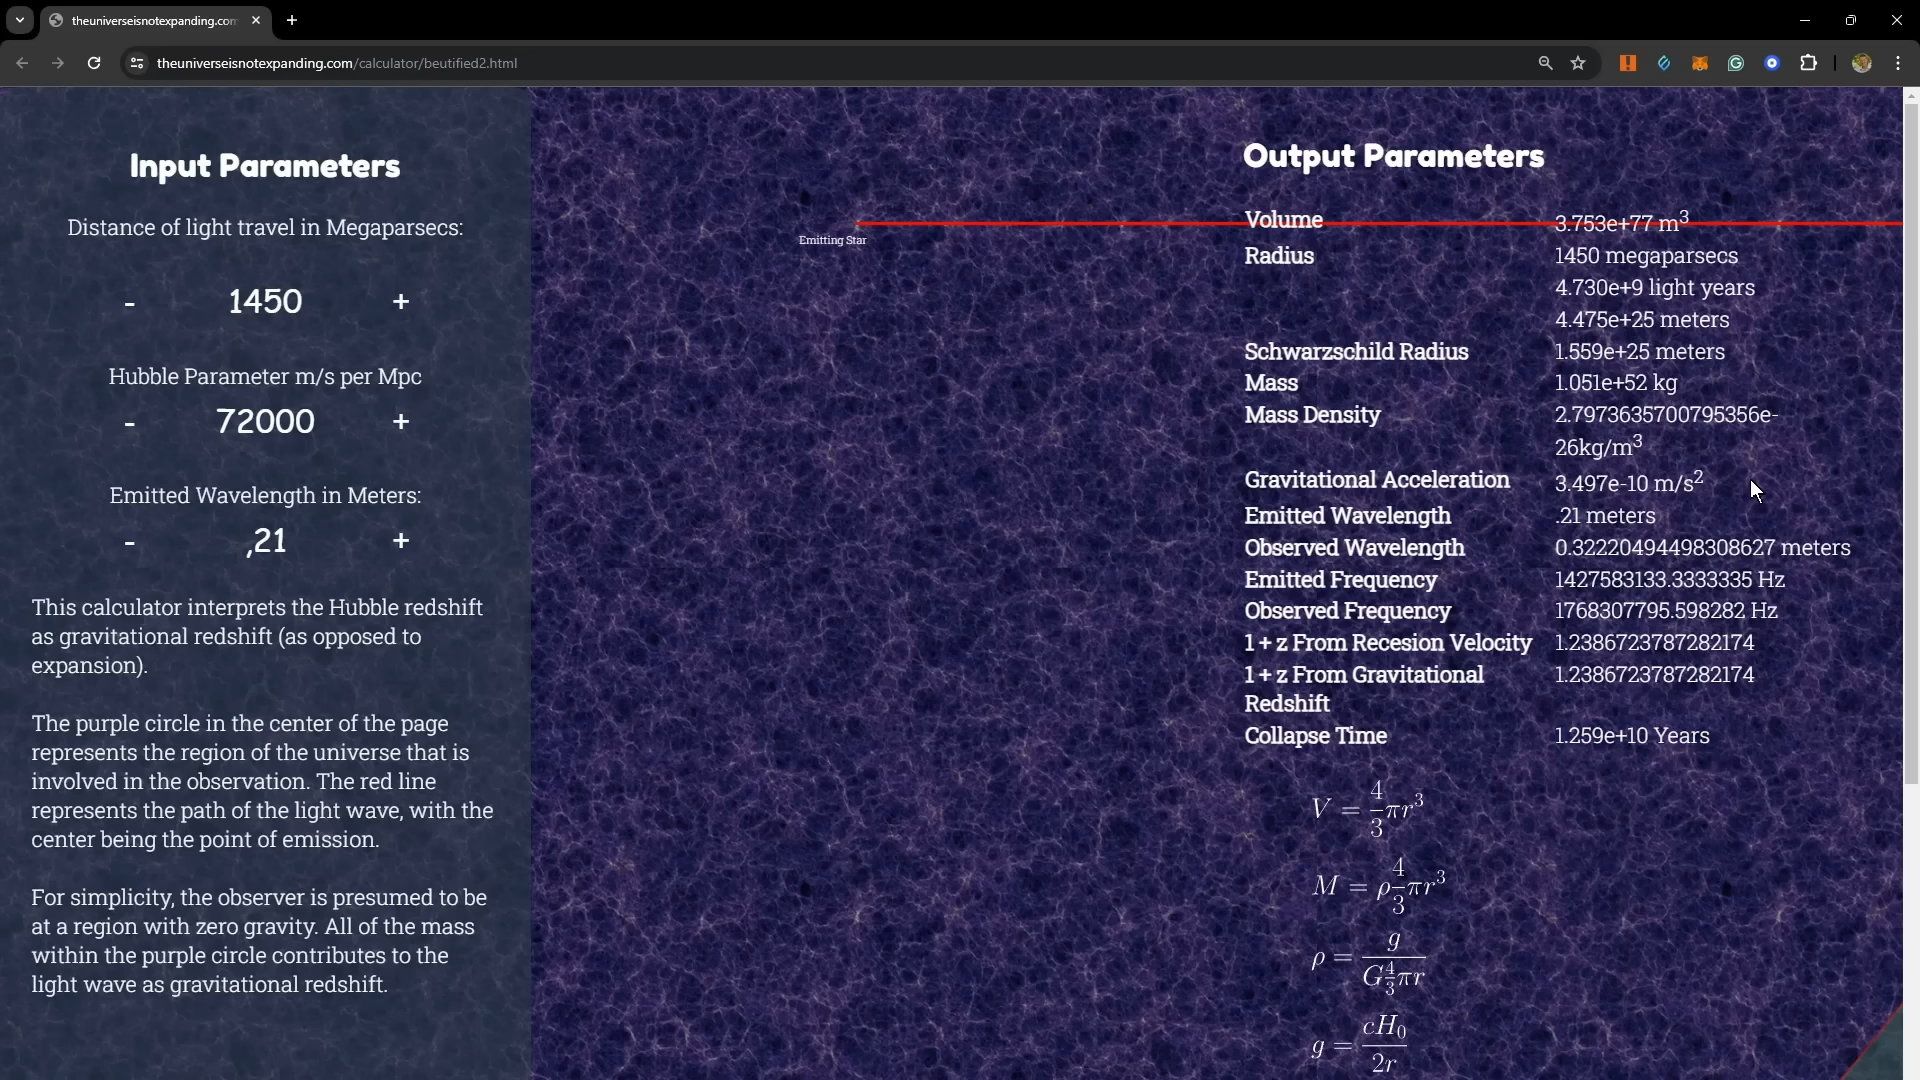 theuniverseisnotexpanding.com
theuniverseisnotexpanding.com/calculator/beutified2.html
Input Parameters
Distance of light travel in Megaparsecs:
- 1450 +
Hubble Parameter m/s per Mpc
- 72000 +
Emitted Wavelength in Meters:
- ,21 +
This calculator interprets the Hubble redshift
as gravitational redshift (as opposed to
expansion).
The purple circle in the center of the page
represents the region of the universe that is
involved in the observation. The red line
represents the path of the light wave, with the
center being the point of emission.
For simplicity, the observer is presumed to be
at a region with zero gravity. All of the mass
within the purple circle contributes to the
light wave as gravitational redshift.
Emitting Star
Output Parameters
Volume 3.753e+77 m³
Radius 1450 megaparsecs
4.730e+9 light years
4.475e+25 meters
Schwarzschild Radius 1.559e+25 meters
Mass 1.051e+52 kg
Mass Density 2.7973635700795356e-
26kg/m³
Gravitational Acceleration 3.497e-10 m/s²
Emitted Wavelength .21 meters
Observed Wavelength 0.32220494498308627 meters
Emitted Frequency 1427583133.3333335 Hz
Observed Frequency 1768307795.598282 Hz
1 + z From Recesion Velocity 1.2386723787282174
1 + z From Gravitational 1.2386723787282174
Redshift
Collapse Time 1.259e+10 Years
V = 4/3 πr³
M = ρ 4/3 πr³
ρ = g / (G 4/3 πr)
g = cH₀ / 2r